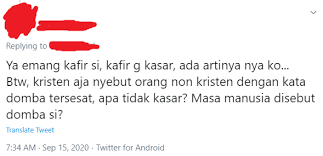 Replying to
Ya emang kafir si, kafir g kasar, ada artinya nya ko...
Btw, kristen aja nyebut orang non kristen dengan kata
domba tersesat, apa tidak kasar? Masa manusia disebut
domba si?
Translate Tweet
7:34 AM · Sep 15, 2020 · Twitter for Android